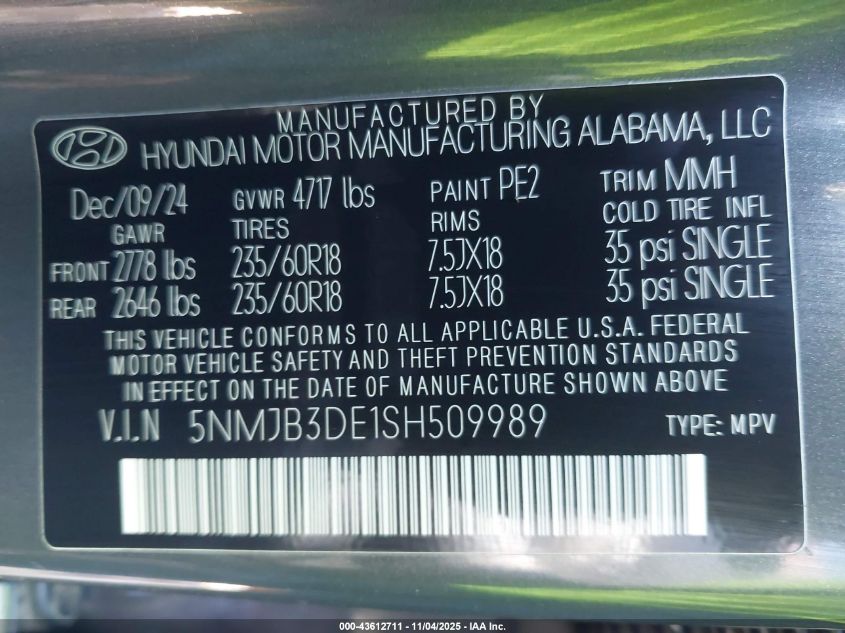 MANUFACTURED BY
HYUNDAI MOTOR MANUFACTURING ALABAMA, LLC
Dec/09/24 GVWR 4717 lbs PAINT PE2 TRIM MMH
GAWR TIRES RIMS COLD TIRE INFL
FRONT 2778 lbs 235/60R18 7.5JX18 35 psi SINGLE
REAR 2646 lbs 235/60R18 7.5JX18 35 psi SINGLE
THIS VEHICLE CONFORMS TO ALL APPLICABLE U.S.A. FEDERAL
MOTOR VEHICLE SAFETY AND THEFT PREVENTION STANDARDS
IN EFFECT ON THE DATE OF MANUFACTURE SHOWN ABOVE.
V.I.N 5NMJB3DE1SH509989 TYPE: MPV
000-43612711 - 11/04/2025 - IAA Inc.